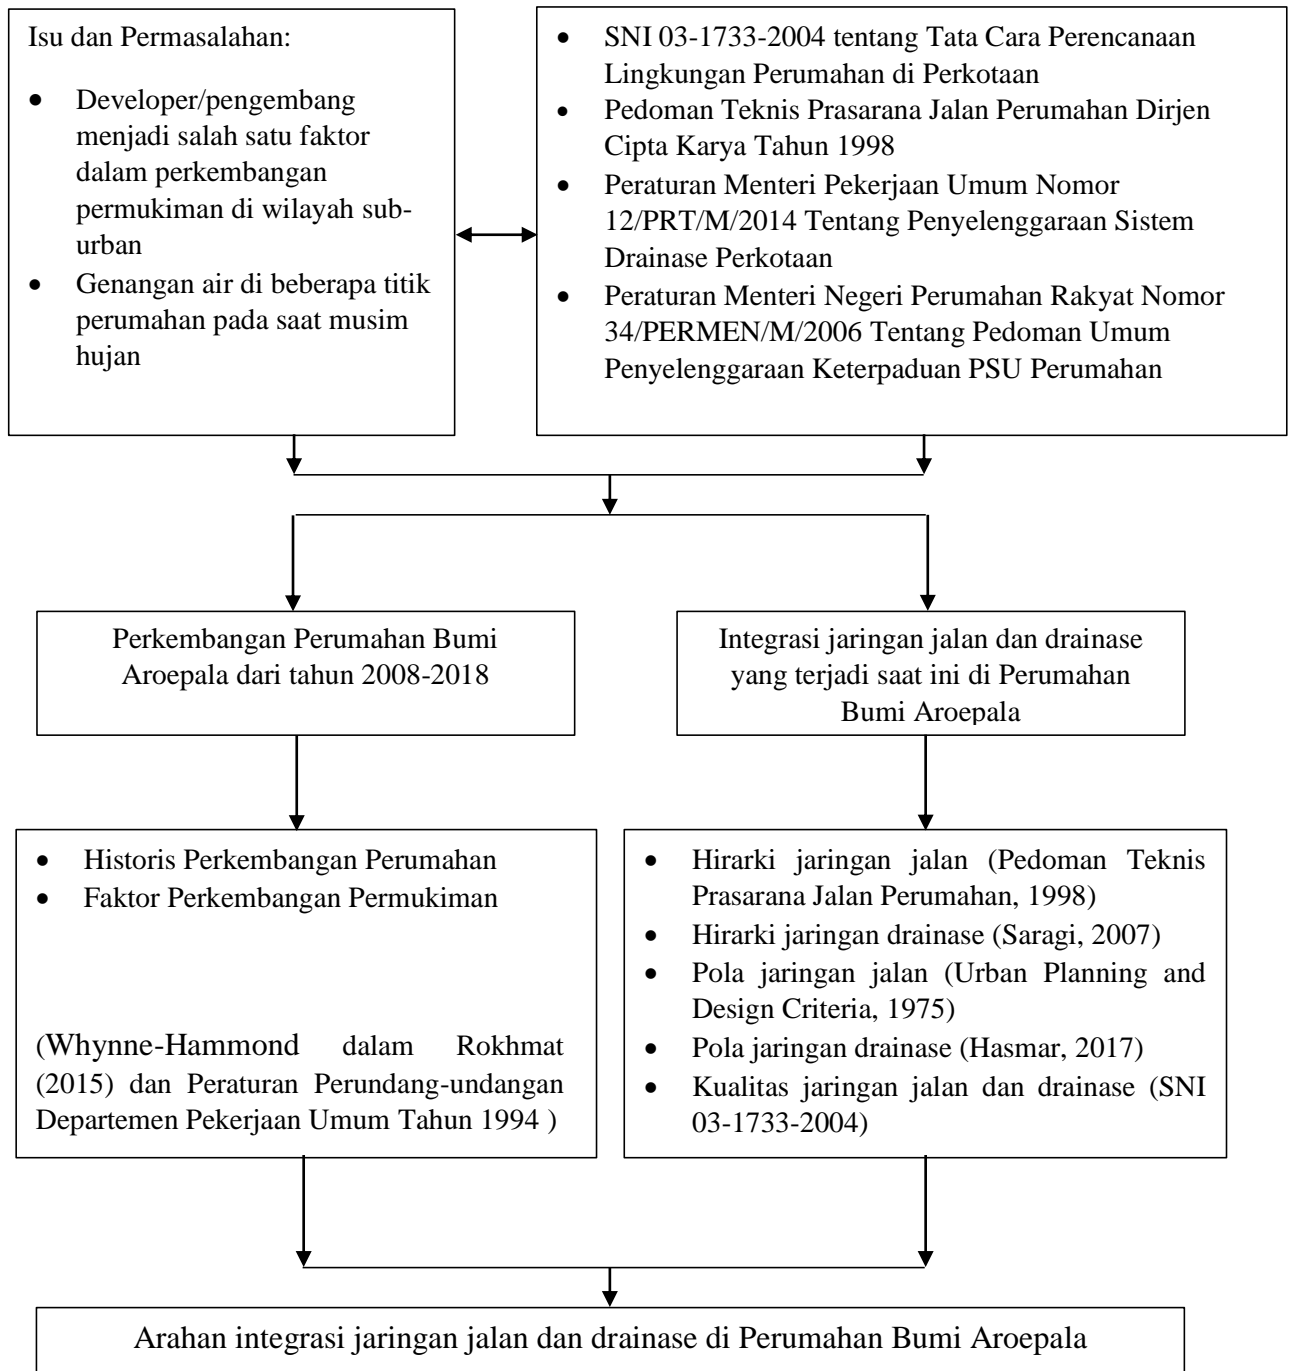 Isu dan Permasalahan:
• Developer/pengembang
menjadi salah satu faktor
dalam perkembangan
permukiman di wilayah sub-
urban
• Genangan air di beberapa titik
perumahan pada saat musim
hujan
• SNI 03-1733-2004 tentang Tata Cara Perencanaan
Lingkungan Perumahan di Perkotaan
• Pedoman Teknis Prasarana Jalan Perumahan Dirjen
Cipta Karya Tahun 1998
• Peraturan Menteri Pekerjaan Umum Nomor
12/PRT/M/2014 Tentang Penyelenggaraan Sistem
Drainase Perkotaan
• Peraturan Menteri Negeri Perumahan Rakyat Nomor
34/PERMEN/M/2006 Tentang Pedoman Umum
Penyelenggaraan Keterpaduan PSU Perumahan
Perkembangan Perumahan Bumi
Aroepala dari tahun 2008-2018
Integrasi jaringan jalan dan drainase
yang terjadi saat ini di Perumahan
Bumi Aroepala
• Historis Perkembangan Perumahan
• Faktor Perkembangan Permukiman
(Whynne-Hammond dalam Rokhmat
(2015) dan Peraturan Perundang-undangan
Departemen Pekerjaan Umum Tahun 1994 )
• Hirarki jaringan jalan (Pedoman Teknis
Prasarana Jalan Perumahan, 1998)
• Hirarki jaringan drainase (Saragi, 2007)
• Pola jaringan jalan (Urban Planning and
Design Criteria, 1975)
• Pola jaringan drainase (Hasmar, 2017)
• Kualitas jaringan jalan dan drainase (SNI
03-1733-2004)
Arahan integrasi jaringan jalan dan drainase di Perumahan Bumi Aroepala